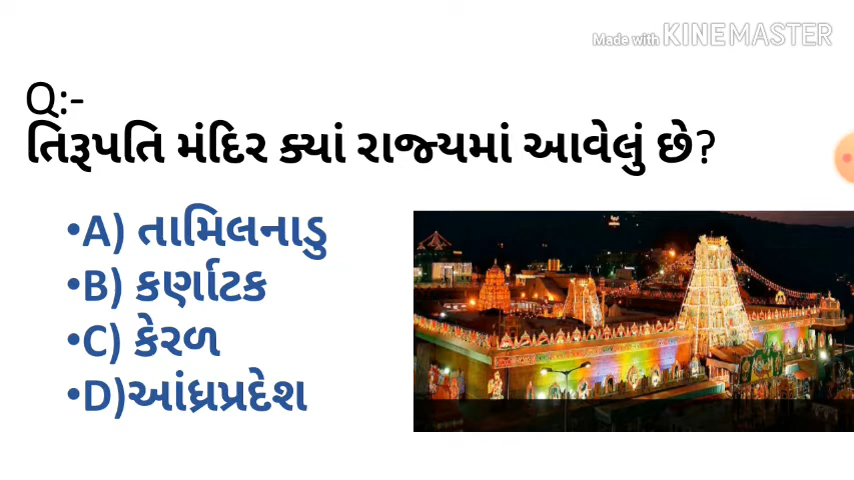 Made with KINEMASTER
Q:-
તિરૂપતિ મંદિર ક્યાં રાજ્યમાં આવેલું છે?
•A) તામિલનાડુ
•B) કર્ણાટક
•C) કેરળ
•D)આંધ્રપ્રદેશ